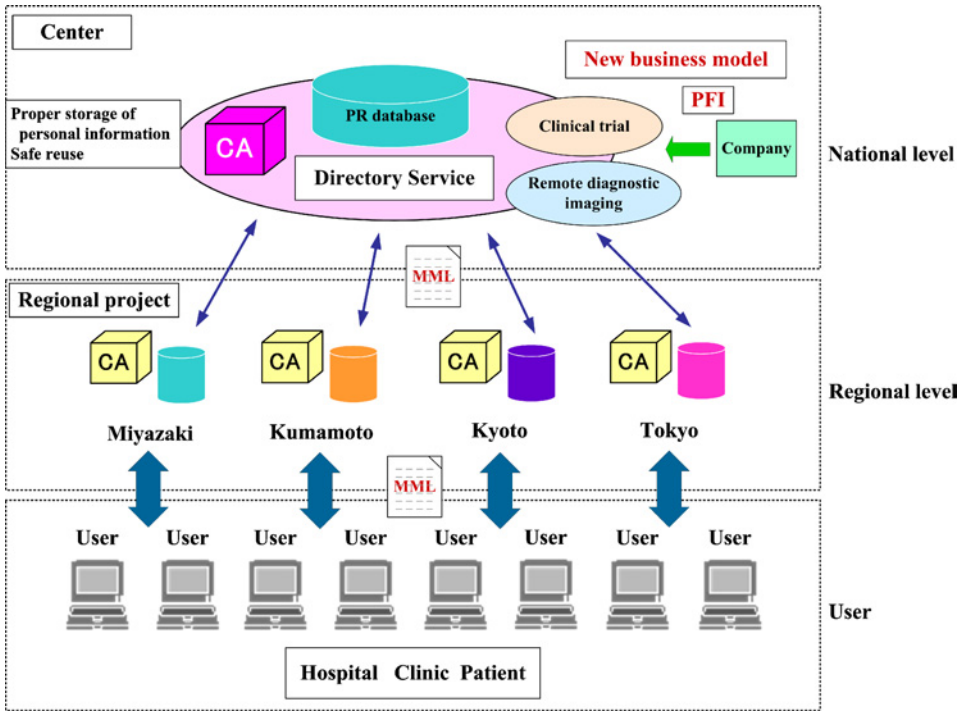 Center
New business model
PFI
Proper storage of
personal information
Safe reuse
CA
PR database
Clinical trial
Company
Directory Service
Remote diagnostic
imaging
National level
MML
Regional project
CA
CA
CA
CA
Miyazaki
Kumamoto
Kyoto
Tokyo
Regional level
MML
User
User
User
User
User
User
User
User
User
Hospital Clinic Patient